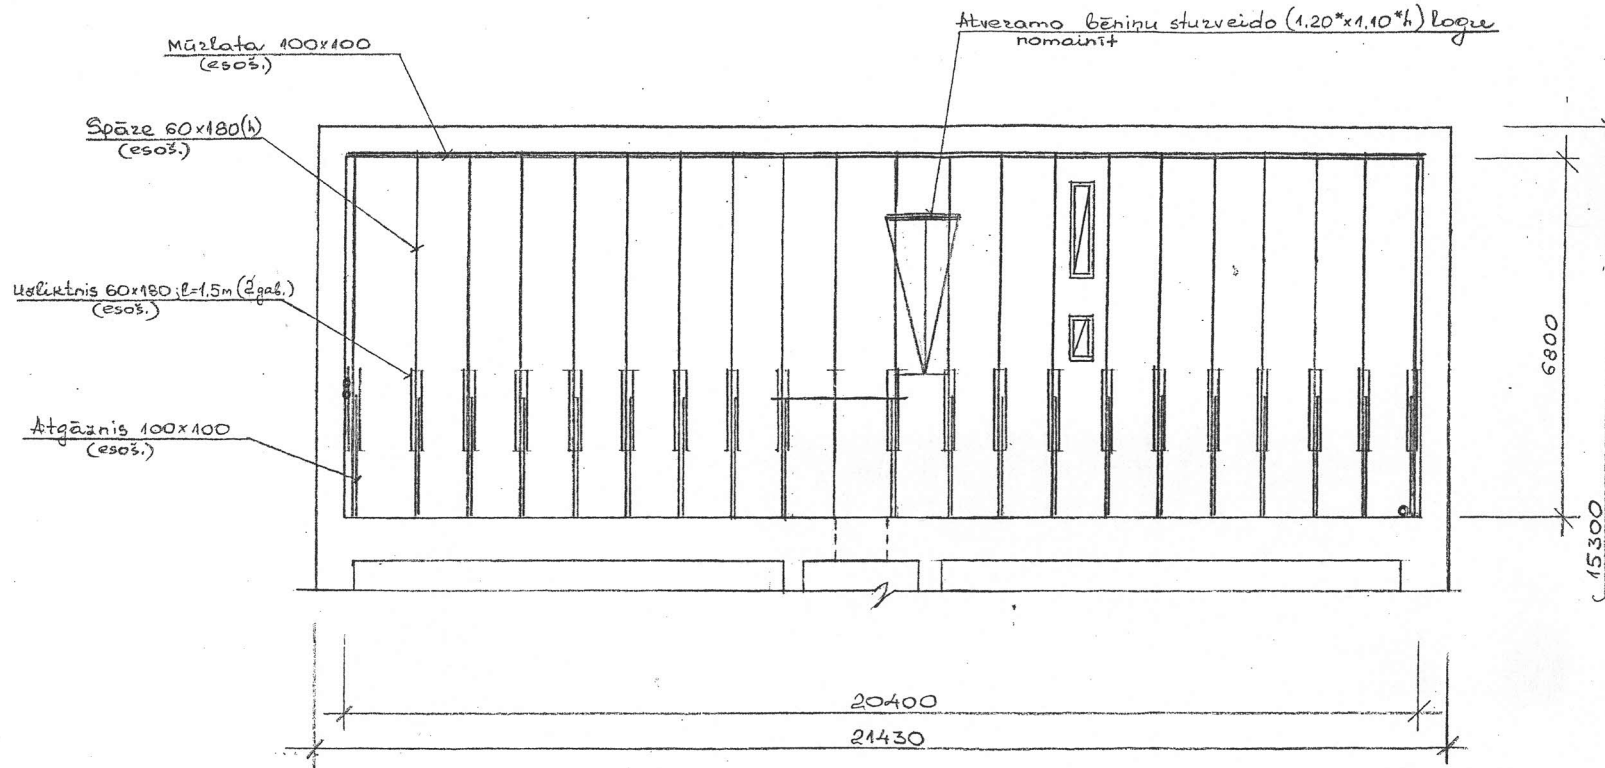 Atveramo bēniņu stūrveida (1.20*x1.10*h) logu
nomainīt
Mūrlata 100x100
(esoš.)
Spāre 60x180(h)
(esoš.)
Uzliktnis 60x180; l=1,5m (2gab.)
(esoš.)
Atgāznis 100x100
(esoš.)
6800
15300
20400
21430